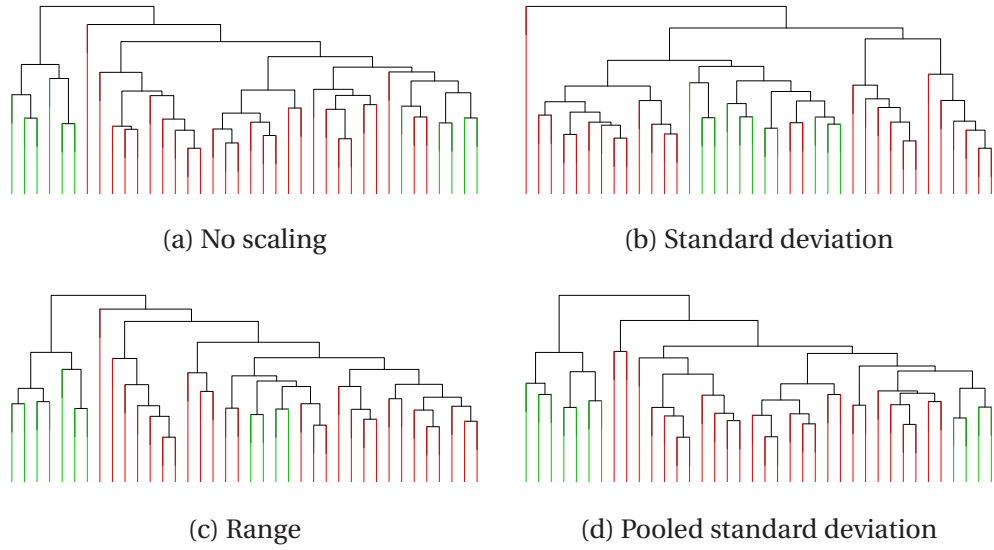 (a) No scaling
(b) Standard deviation
(c) Range
(d) Pooled standard deviation